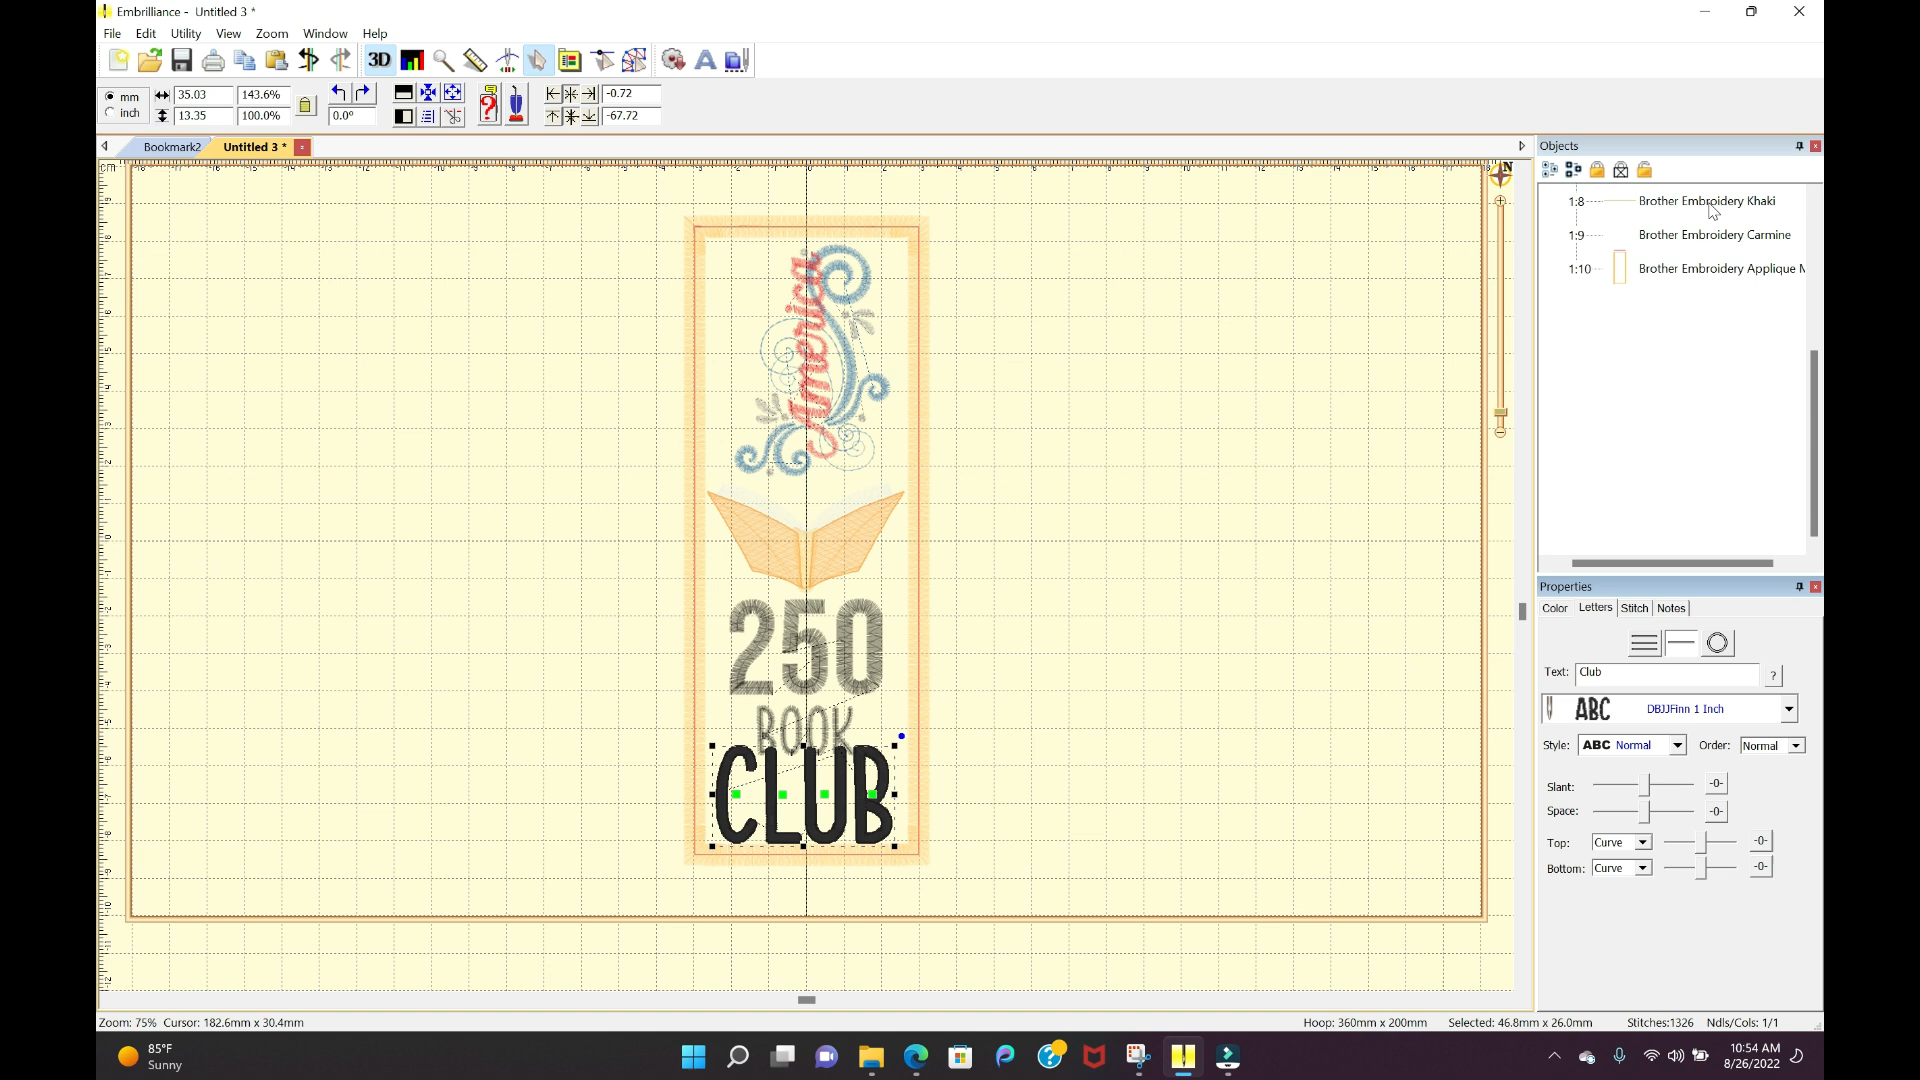 Embrilliance - Untitled 3 *
File Edit Utility View Zoom Window Help
3D
mm 35.03 143.6%
inch 13.35 100.0% 0.0°
-0.72
-67.72
Bookmark2 Untitled 3 *
Objects
1:8 Brother Embroidery Khaki
1:9 Brother Embroidery Carmine
1:10 Brother Embroidery Applique M
cm
N
America
250
BOOK
CLUB
Properties
Color Letters Stitch Notes
Text: Club ?
ABC DBJJFinn 1 Inch
Style: ABC Normal Order: Normal
Slant: -0-
Space: -0-
Top: Curve -0-
Bottom: Curve -0-
Zoom: 75% Cursor: 182.6mm x 30.4mm
Hoop: 360mm x 200mm Selected: 46.8mm x 26.0mm Stitches:1326 Ndls/Cols: 1/1
85°F
Sunny
10:54 AM
8/26/2022